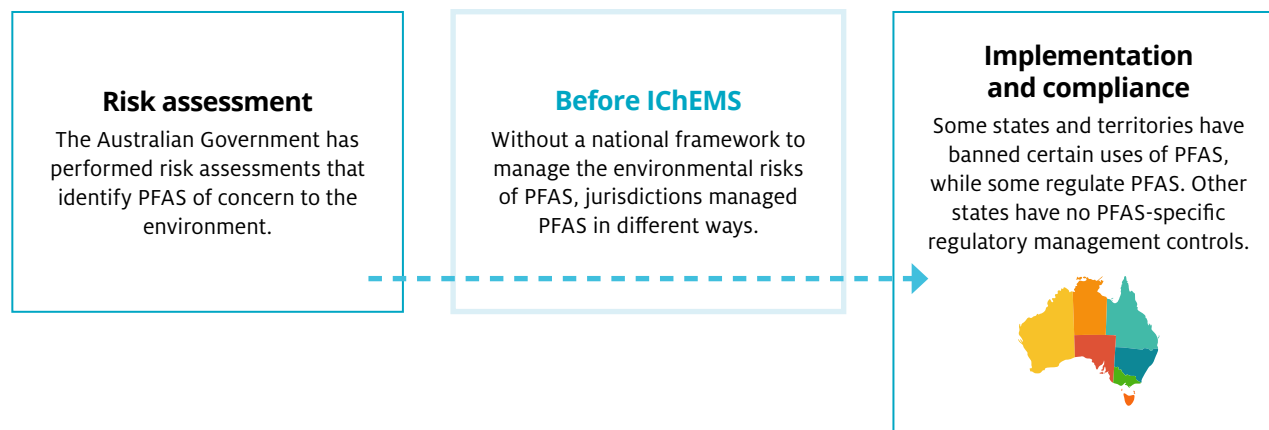 Risk assessment
The Australian Government has
performed risk assessments that
identify PFAS of concern to the
environment.
Before IChEMS
Without a national framework to
manage the environmental risks
of PFAS, jurisdictions managed
PFAS in different ways.
Implementation
and compliance
Some states and territories have
banned certain uses of PFAS,
while some regulate PFAS. Other
states have no PFAS-specific
regulatory management controls.